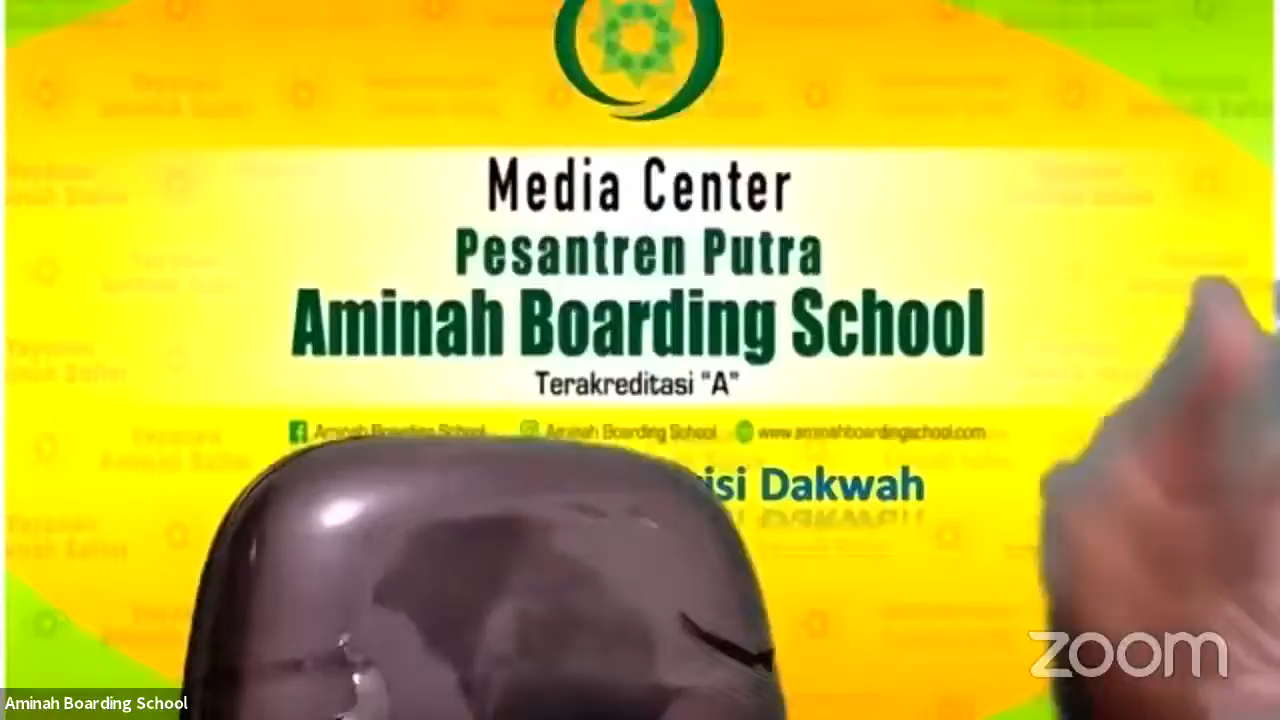 Media Center
Pesantren Putra
Aminah Boarding School
Terakreditasi "A"
Aminah Boarding School Aminah Boarding School www.aminahboardingschool.com
Dakwah
zoom
Aminah Boarding School